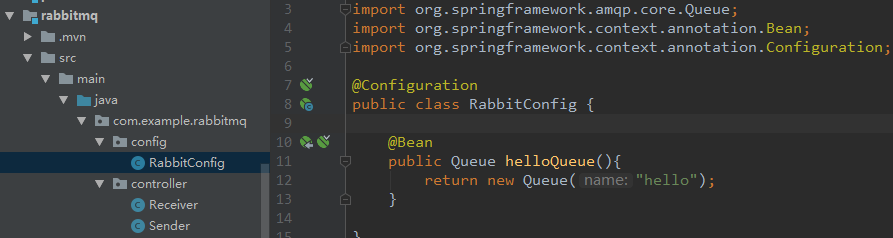 rabbitmq
.mvn
src
main
java
com.example.rabbitmq
config
RabbitConfig
controller
Receiver
Sender
3 import org.springframework.amqp.core.Queue;
4 import org.springframework.context.annotation.Bean;
5 import org.springframework.context.annotation.Configuration;
6
7 @Configuration
8 public class RabbitConfig {
9
10 @Bean
11 public Queue helloQueue(){
12 return new Queue( name: "hello");
13 }
14
15 }